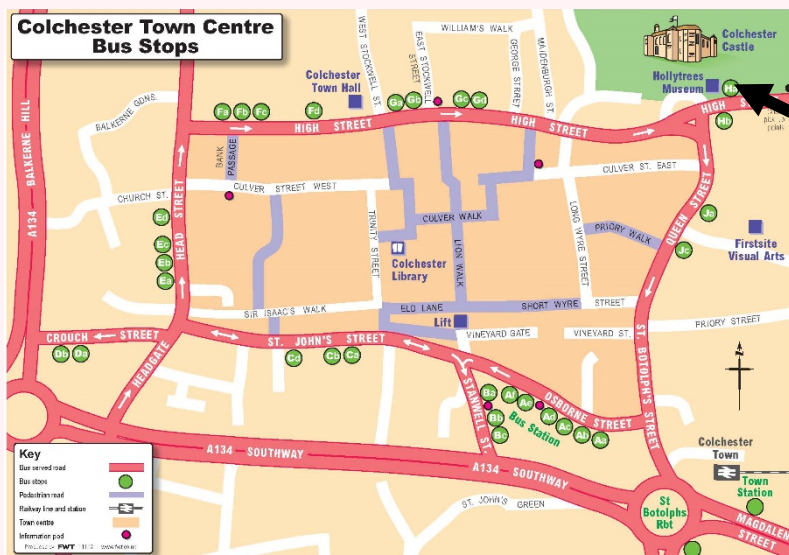 Colchester Town Centre
Bus Stops
WILLIAM'S WALK
WEST STOCKWELL ST.
EAST STOCKWELL
STREET
GEORGE STREET
MAIDENBURGH ST.
Colchester
Castle
Colchester
Town Hall
Hollytrees
Museum
Ha
Hb
Fa
Fb
Fc
Fd
Ga
Gb
Gc
Gd
HIGH STREET
HIGH STREET
HIGH
BALKERNE GDNS.
A134 BALKERNE HILL
BANK
PASSAGE
CULVER ST. EAST
CHURCH ST.
CULVER STREET WEST
HEAD STREET
Ed
Ec
Eb
Ea
TRINITY STREET
CULVER WALK
LION WALK
LONG WYRE
STREET
PRIORY WALK
QUEEN STREET
Ja
Jc
Firstsite
Visual Arts
Colchester
Library
SIR ISAAC'S WALK
ELD LANE
SHORT WYRE
Lift
VINEYARD GATE
VINEYARD ST.
PRIORY STREET
CROUCH STREET
Db
Da
HEADGATE
ST. JOHN'S STREET
Cd
Cb
Ca
STANWELL ST.
OSBORNE STREET
ST. BOTOLPH'S STREET
Ba
Bb
Bc
Af
Ae
Ad
Ac
Ab
Aa
Bus Station
N
A134 SOUTHWAY
A134 SOUTHWAY
Colchester
Town
Town
Station
ST. JOHN'S
GREEN
St
Botolphs
Rbt
MAGDALEN
STREET
Key
Bus served road
Bus stops
Pedestrian road
Railway line and station
Town centre
Information pod
FWT